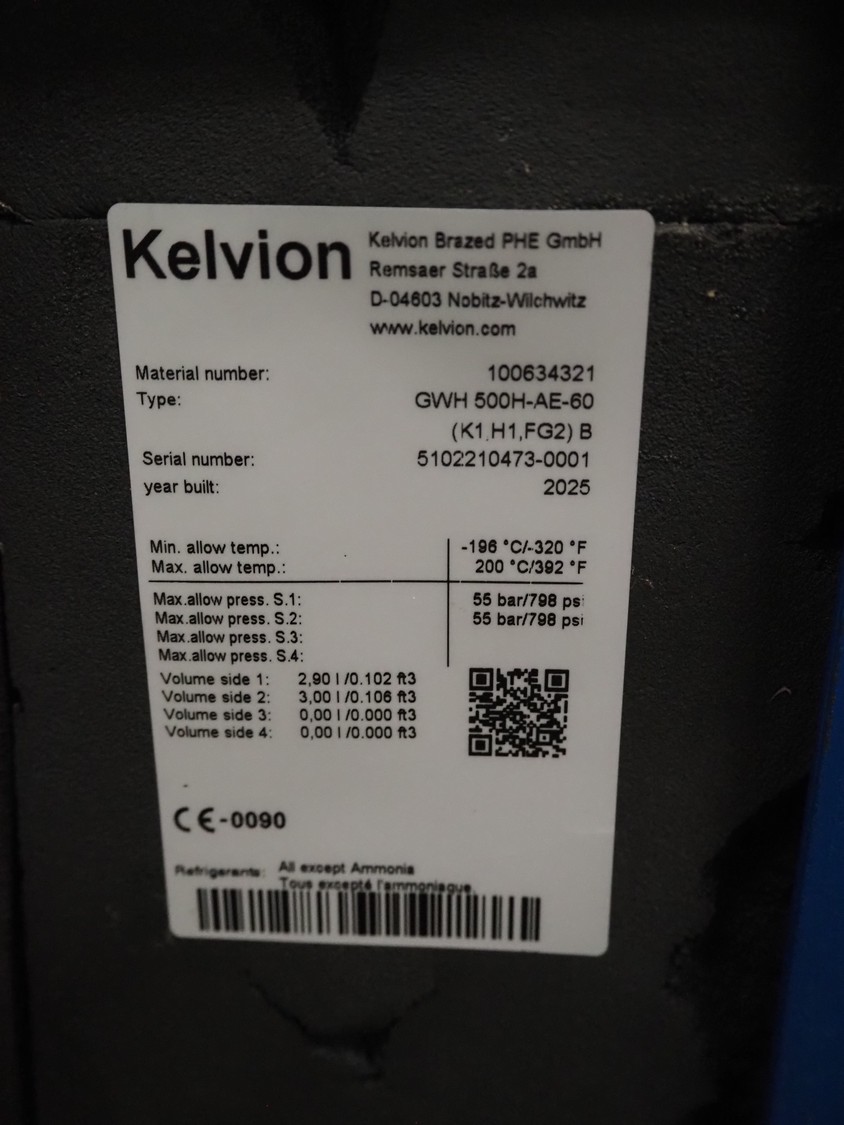 Kelvion
Kelvion Brazed PHE GmbH
Remsaer Straße 2a
D-04603 Nobitz-Wilchwitz
www.kelvion.com
Material number: 100634321
Type: GWH 500H-AE-60
(K1,H1,FG2) B
Serial number: 5102210473-0001
year built: 2025
Min. allow temp.: -196 °C/-320 °F
Max. allow temp.: 200 °C/392 °F
Max.allow press. S.1: 55 bar/798 psi
Max.allow press. S.2: 55 bar/798 psi
Max.allow press. S.3:
Max.allow press. S.4:
Volume side 1: 2,90 l /0.102 ft3
Volume side 2: 3,00 l /0.106 ft3
Volume side 3: 0,00 l /0.000 ft3
Volume side 4: 0,00 l /0.000 ft3
CE-0090
Refrigerants: All except Ammonia
Tous excepté l'ammoniaque